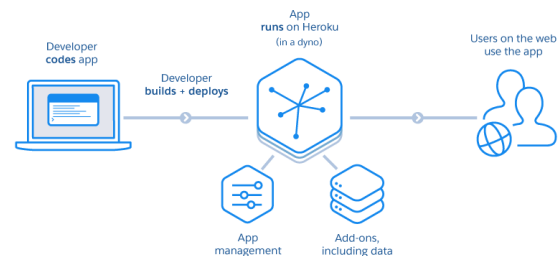 Developer
codes app
Developer
builds + deploys
App
runs on Heroku
(in a dyno)
Users on the web
use the app
App
management
Add-ons,
including data